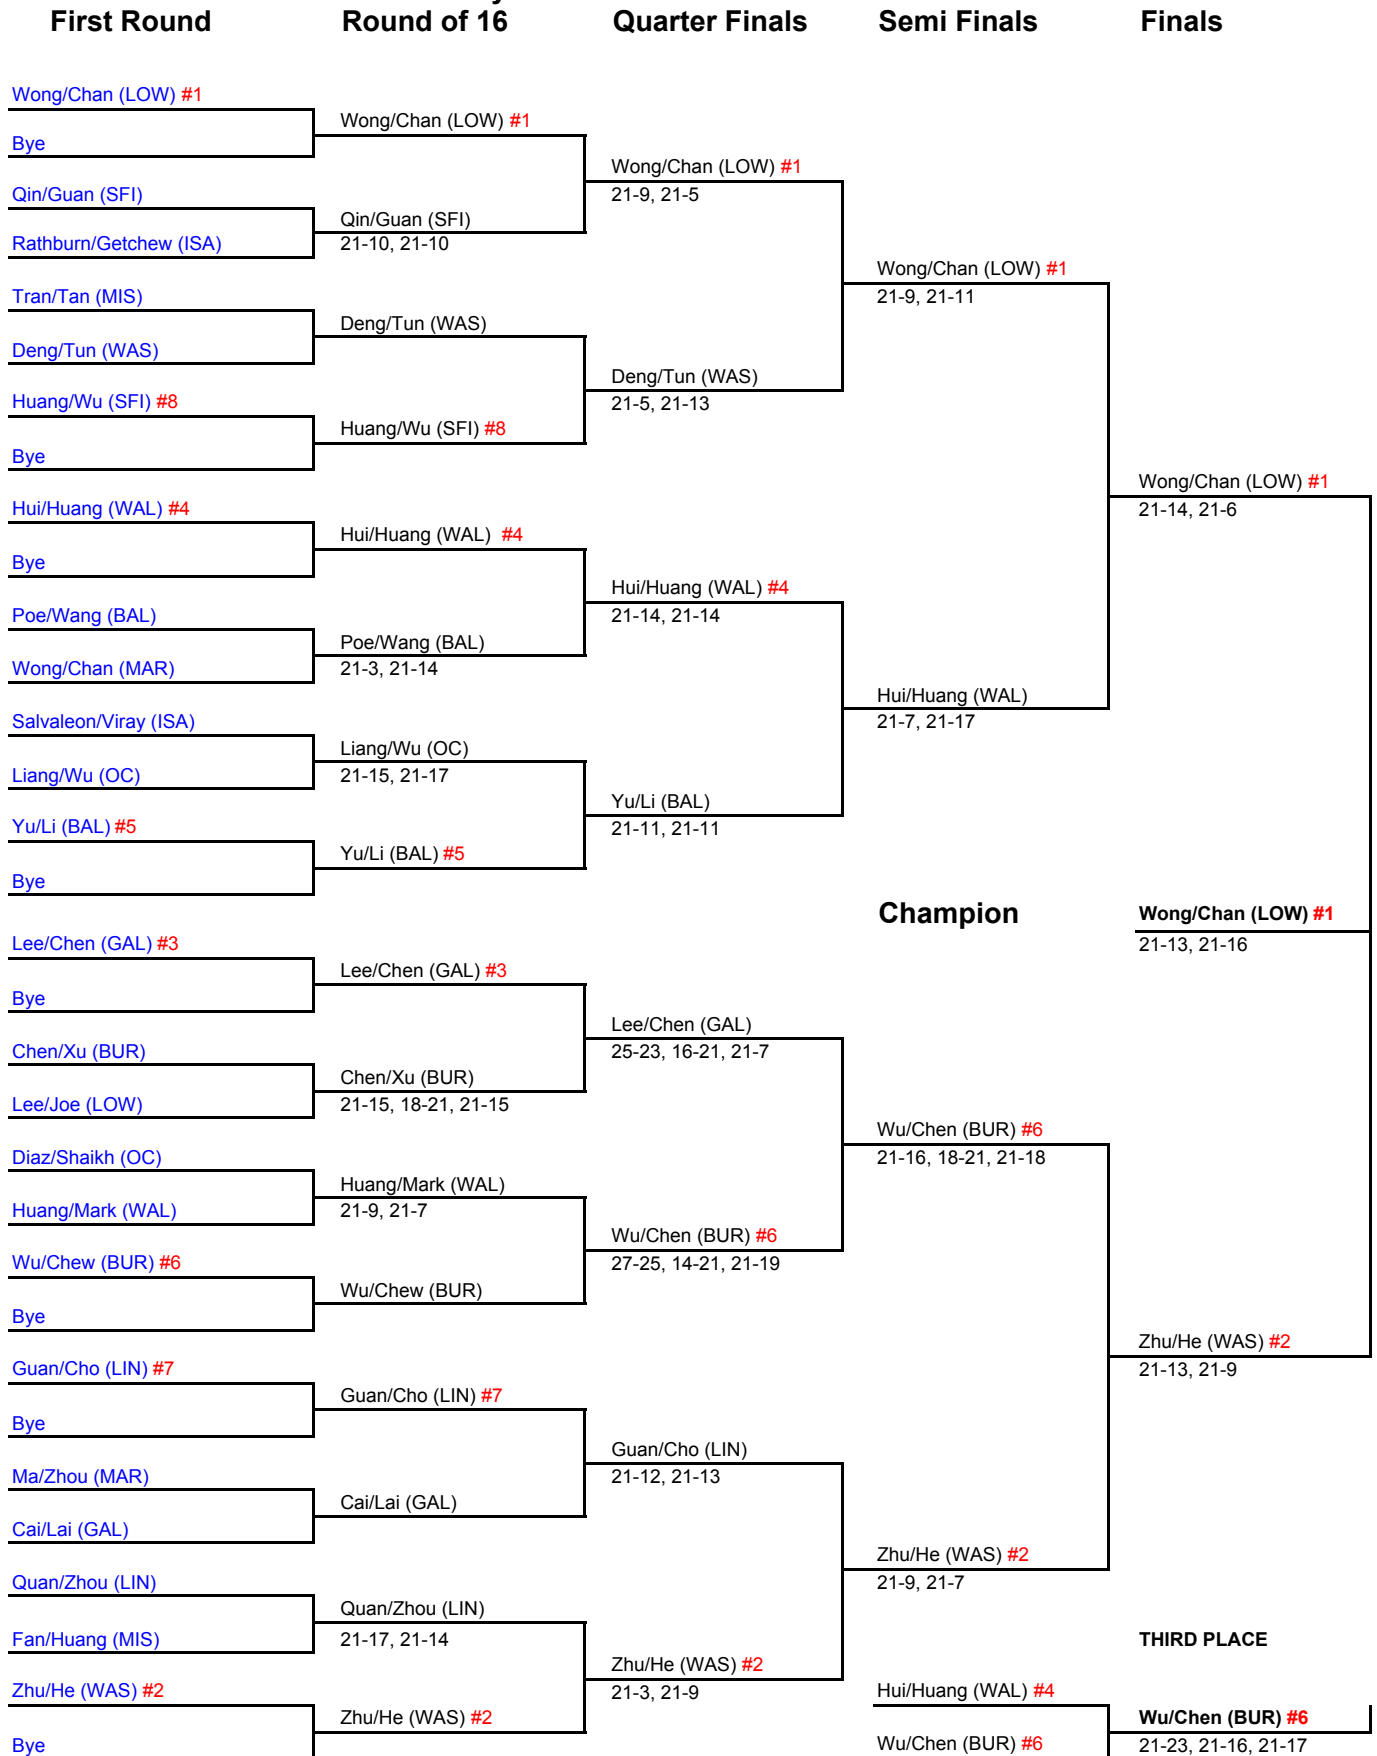 First Round
Round of 16
Quarter Finals
Semi Finals
Finals
Wong/Chan (LOW) #1
Bye
Qin/Guan (SFI)
Rathburn/Getchew (ISA)
Tran/Tan (MIS)
Deng/Tun (WAS)
Huang/Wu (SFI) #8
Bye
Hui/Huang (WAL) #4
Bye
Poe/Wang (BAL)
Wong/Chan (MAR)
Salvaleon/Viray (ISA)
Liang/Wu (OC)
Yu/Li (BAL) #5
Bye
Lee/Chen (GAL) #3
Bye
Chen/Xu (BUR)
Lee/Joe (LOW)
Diaz/Shaikh (OC)
Huang/Mark (WAL)
Wu/Chew (BUR) #6
Bye
Guan/Cho (LIN) #7
Bye
Ma/Zhou (MAR)
Cai/Lai (GAL)
Quan/Zhou (LIN)
Fan/Huang (MIS)
Zhu/He (WAS) #2
Bye
Wong/Chan (LOW) #1
Qin/Guan (SFI)
21-10, 21-10
Deng/Tun (WAS)
Huang/Wu (SFI) #8
Hui/Huang (WAL) #4
Poe/Wang (BAL)
21-3, 21-14
Liang/Wu (OC)
21-15, 21-17
Yu/Li (BAL) #5
Lee/Chen (GAL) #3
Chen/Xu (BUR)
21-15, 18-21, 21-15
Huang/Mark (WAL)
21-9, 21-7
Wu/Chew (BUR)
Guan/Cho (LIN) #7
Cai/Lai (GAL)
Quan/Zhou (LIN)
21-17, 21-14
Zhu/He (WAS) #2
Wong/Chan (LOW) #1
21-9, 21-5
Deng/Tun (WAS)
21-5, 21-13
Hui/Huang (WAL) #4
21-14, 21-14
Yu/Li (BAL)
21-11, 21-11
Lee/Chen (GAL)
25-23, 16-21, 21-7
Wu/Chen (BUR) #6
27-25, 14-21, 21-19
Guan/Cho (LIN)
21-12, 21-13
Zhu/He (WAS) #2
21-3, 21-9
Wong/Chan (LOW) #1
21-9, 21-11
Hui/Huang (WAL)
21-7, 21-17
Wu/Chen (BUR) #6
21-16, 18-21, 21-18
Zhu/He (WAS) #2
21-9, 21-7
Wong/Chan (LOW) #1
21-14, 21-6
Zhu/He (WAS) #2
21-13, 21-9
Champion
Wong/Chan (LOW) #1
21-13, 21-16
THIRD PLACE
Hui/Huang (WAL) #4
Wu/Chen (BUR) #6
Wu/Chen (BUR) #6
21-23, 21-16, 21-17